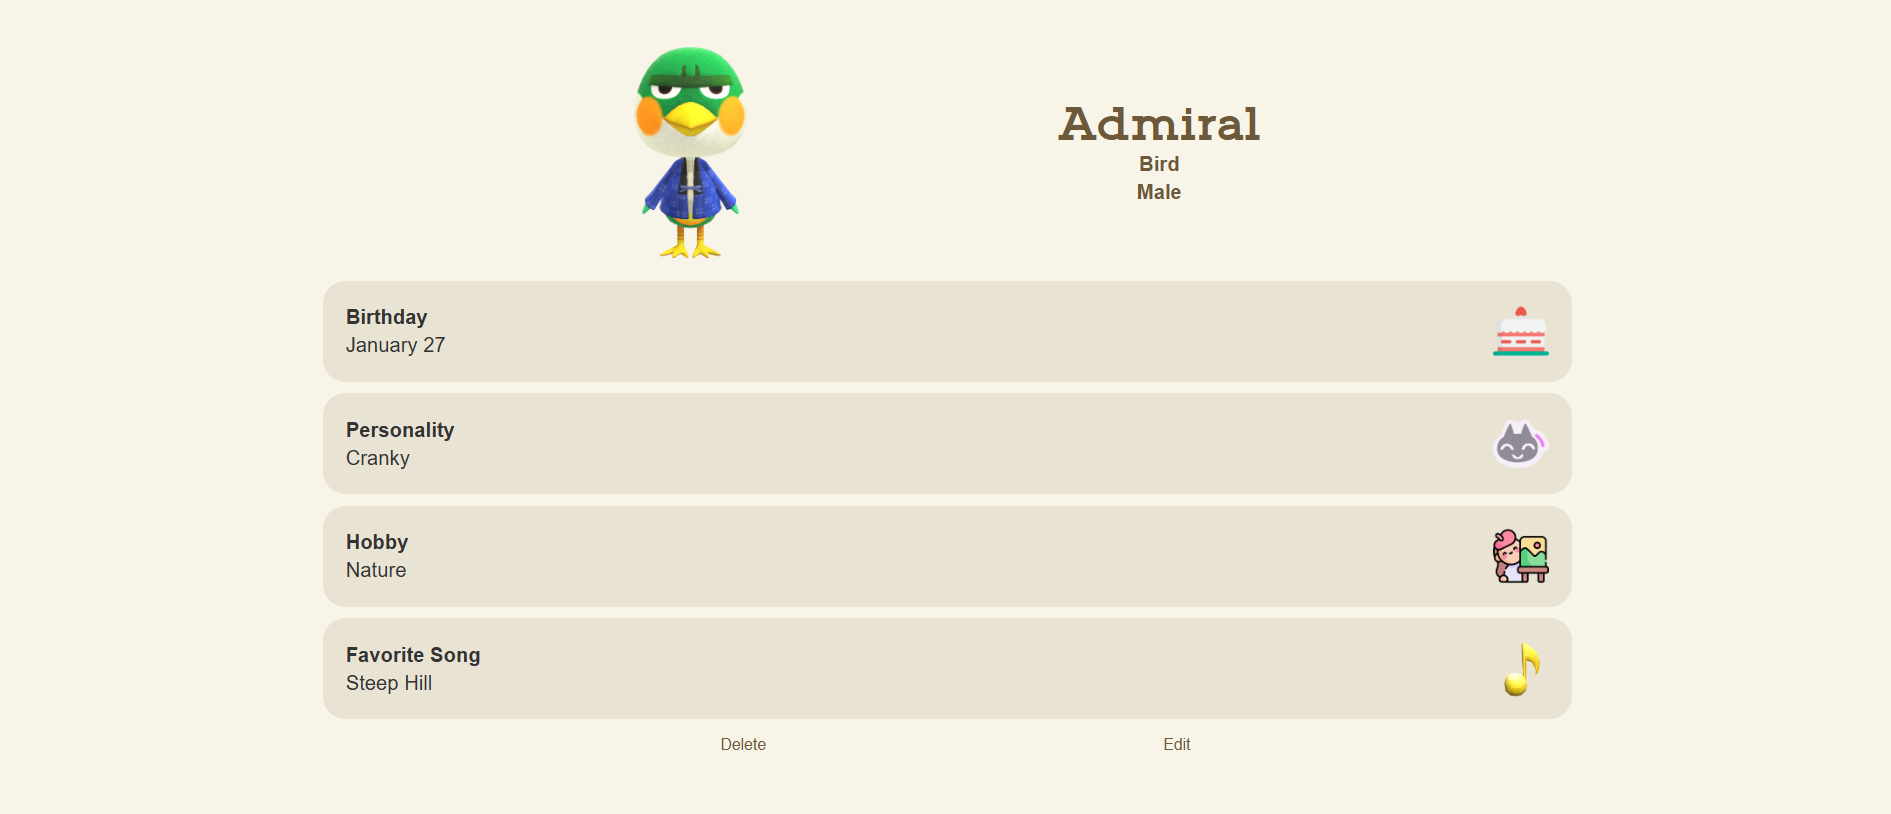 Admiral
Bird
Male
Birthday
January 27
Personality
Cranky
Hobby
Nature
Favorite Song
Steep Hill
Delete
Edit